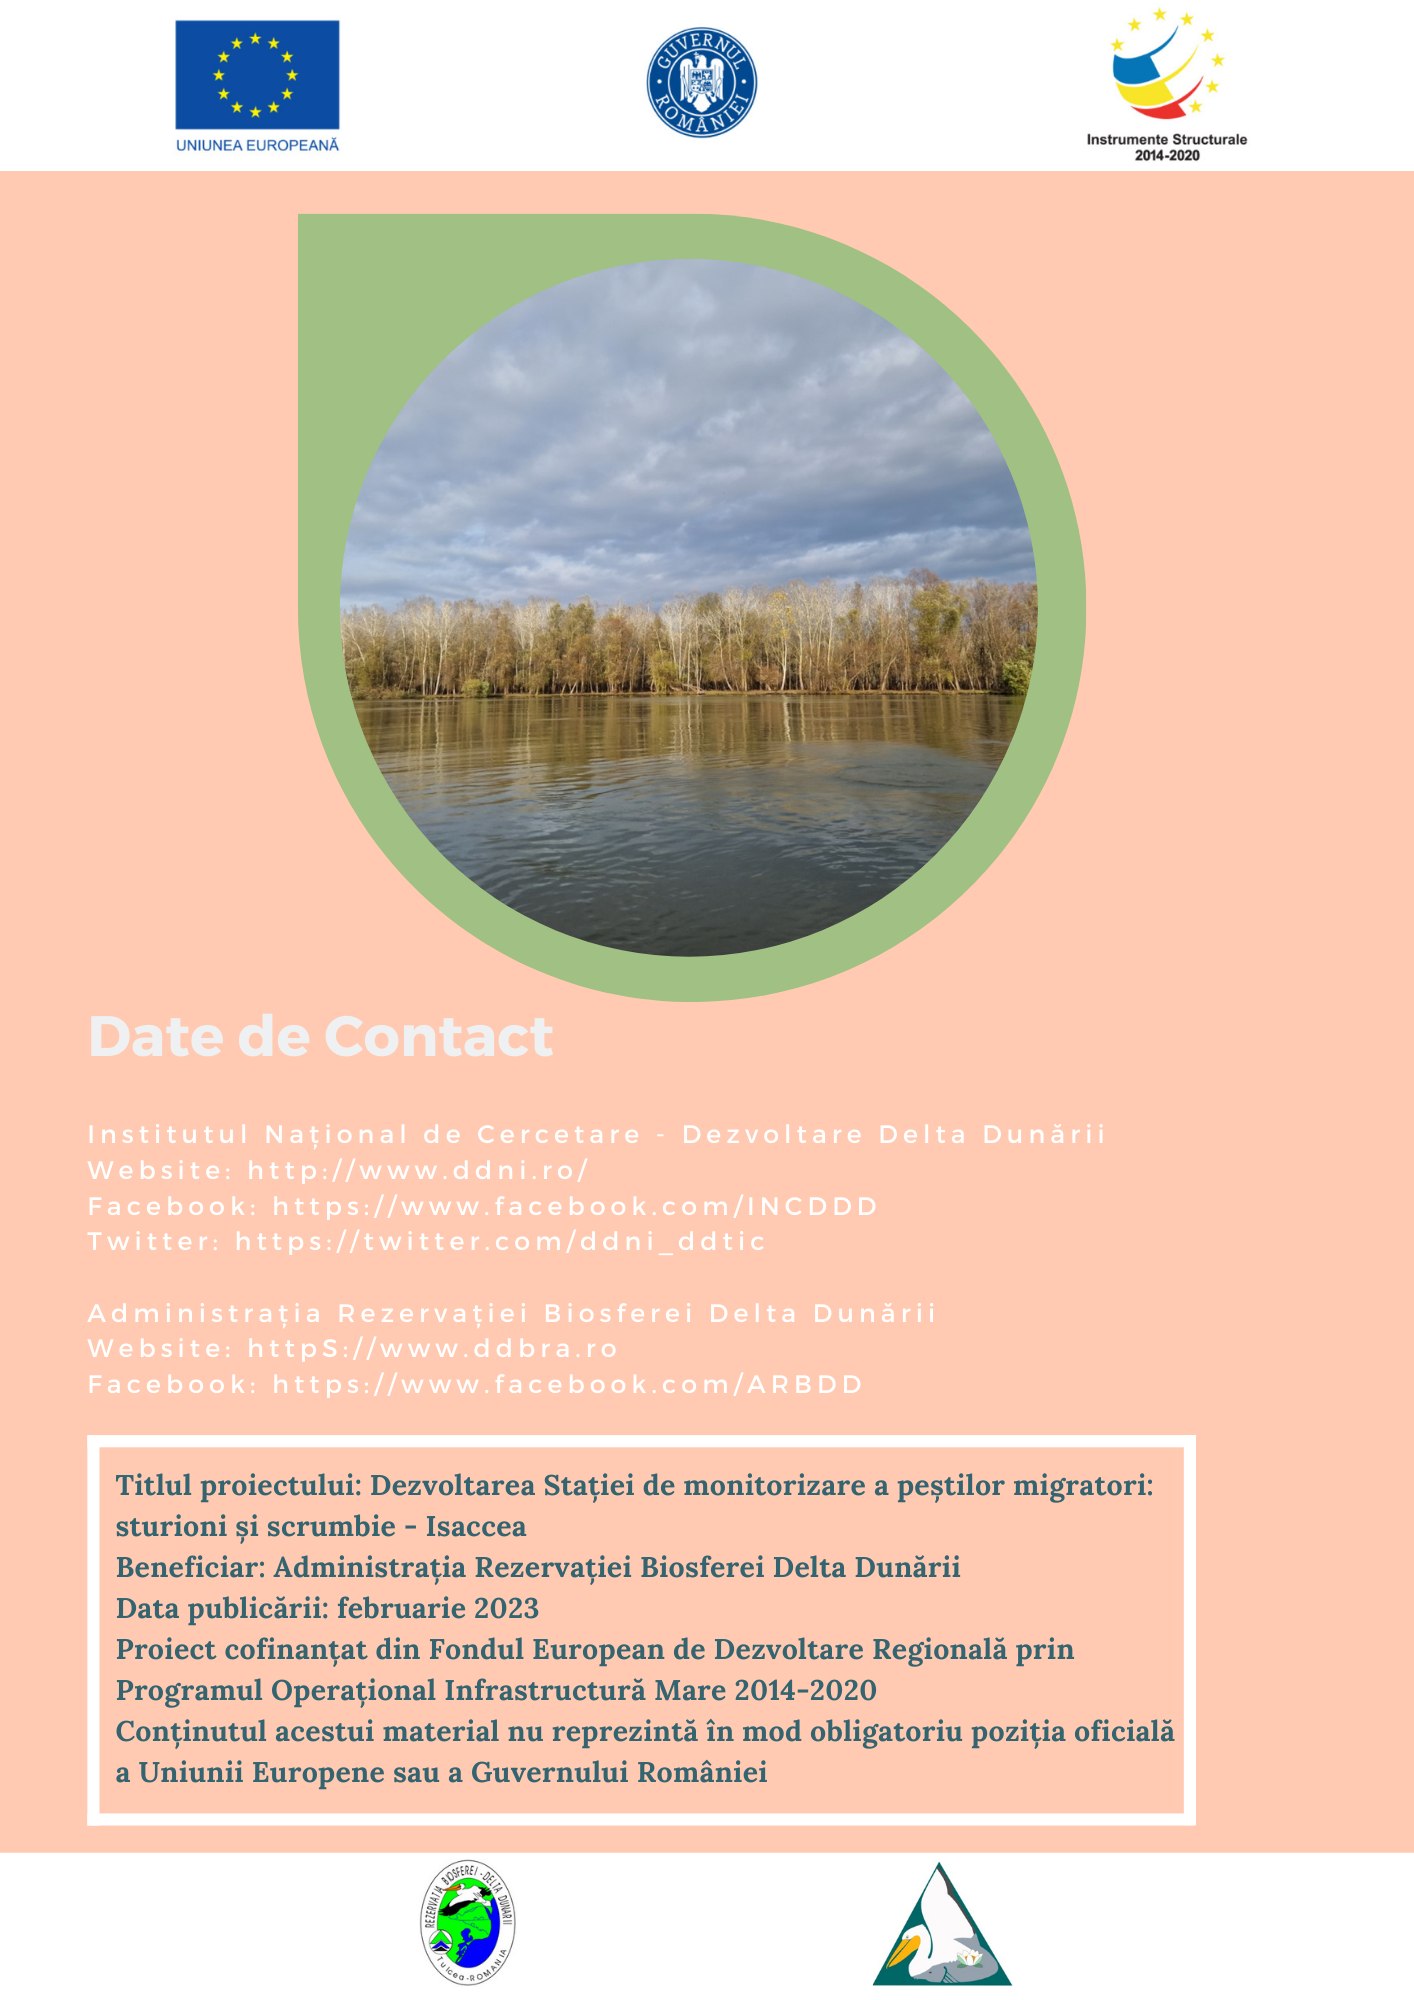 UNIUNEA EUROPEANĂ
GUVERNUL ROMÂNIEI
Instrumente Structurale
2014-2020
Date de Contact
Institutul Național de Cercetare - Dezvoltare Delta Dunării
Website: http://www.ddni.ro/
Facebook: https://www.facebook.com/INCDDD
Twitter: https://twitter.com/ddni_ddtic
Administrația Rezervației Biosferei Delta Dunării
Website: httpS://www.ddbra.ro
Facebook: https://www.facebook.com/ARBDD
Titlul proiectului: Dezvoltarea Stației de monitorizare a peștilor migratori:
sturioni și scrumbie - Isaccea
Beneficiar: Administrația Rezervației Biosferei Delta Dunării
Data publicării: februarie 2023
Proiect cofinanțat din Fondul European de Dezvoltare Regională prin
Programul Operațional Infrastructură Mare 2014-2020
Conținutul acestui material nu reprezintă în mod obligatoriu poziția oficială
a Uniunii Europene sau a Guvernului României
REZERVATIA BIOSFEREI - DELTA DUNARII
Tulcea - ROMANIA